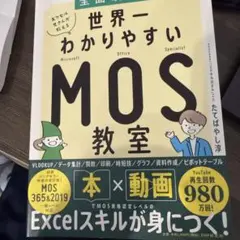 全面
世界一
わかりやすい
Microsoft Office Specialist
MOS
教室
たてばやし淳
VLOOKUP/データ集計/関数/印刷/時短技/グラフ/資料作成/ピボットテーブル
MOS
365&2019
本×動画
YouTube
再生回数
980
万回!
でMOS
Excelスキルが身につく!